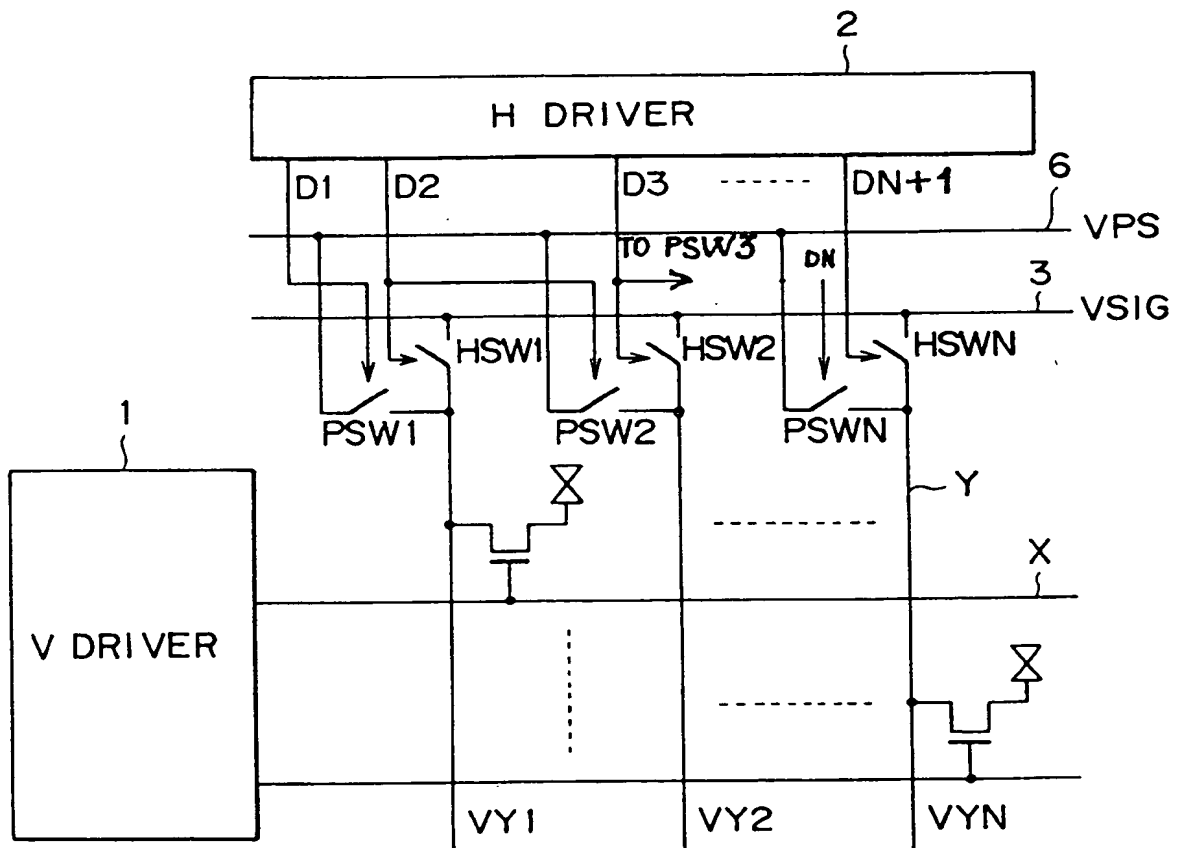 2
H DRIVER
D1 D2 D3 DN+1
6
VPS
TO PSW3 DN
3
VSIG
HSW1 HSW2 HSWN
PSW1 PSW2 PSWN
1
Y
X
V DRIVER
VY1 VY2 VYN